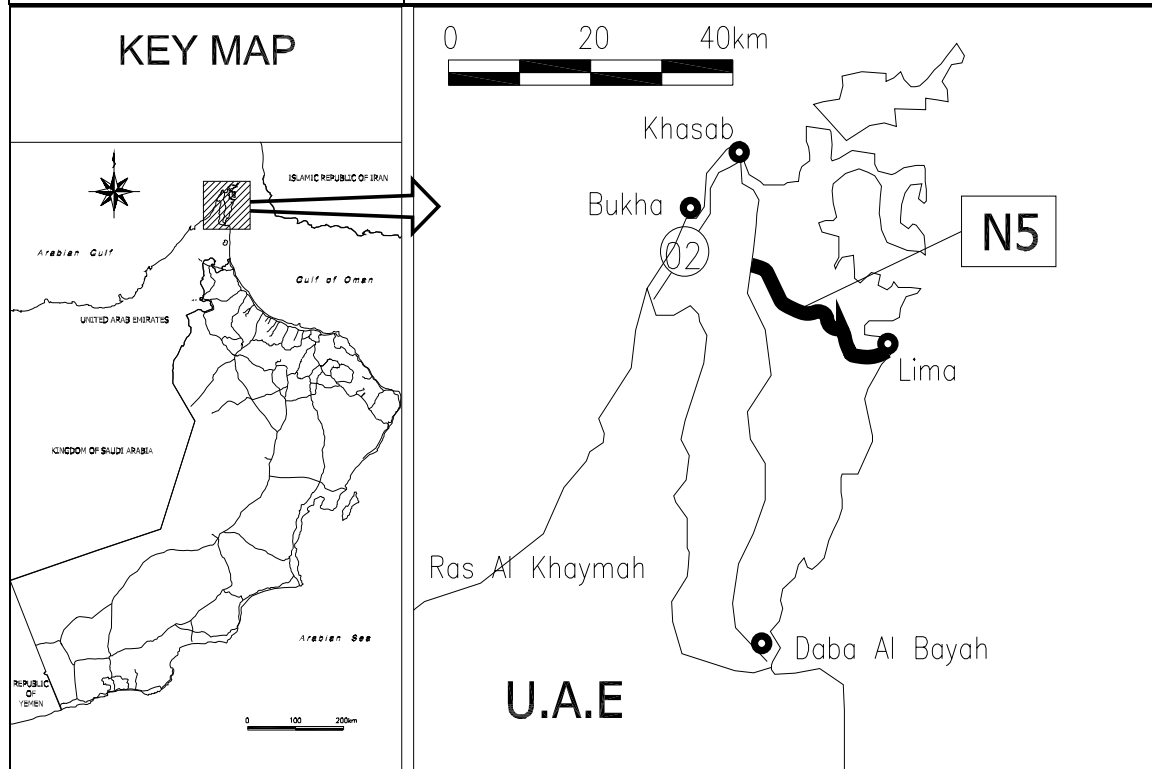 KEY MAP
ISLAMIC REPUBLIC OF IRAN
Arabian Gulf
Gulf of Oman
UNITED ARAB EMIRATES
KINGDOM OF SAUDI ARABIA
Arabian Sea
REPUBLIC
OF
YEMEN
0 100 200km
0 20 40km
Khasab
Bukha
02
N5
Lima
Ras Al Khaymah
Daba Al Bayah
U.A.E